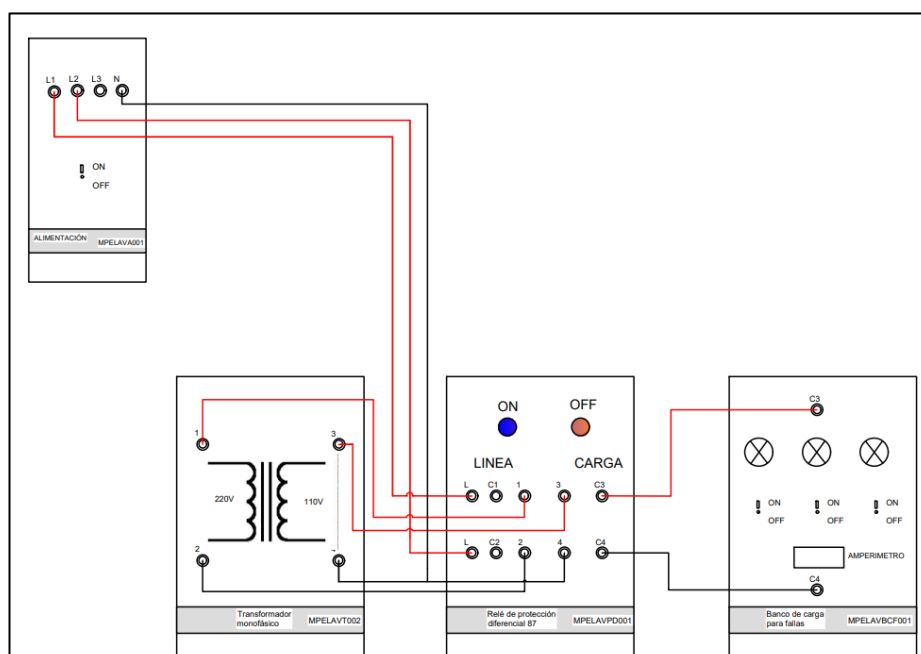 L1 L2 L3 N
ON
OFF
ALIMENTACIÓN MPELAVA001
1 3
220V 110V
2
Transformador
monofásico
MPELAVT002
ON OFF
LINEA CARGA
L C1 1 3 C3
L C2 2 4 C4
Relé de protección
diferencial 87
MPELAVPD001
C3
ON ON ON
OFF OFF OFF
AMPERIMETRO
C4
Banco de carga
para fallas
MPELAVBCF001